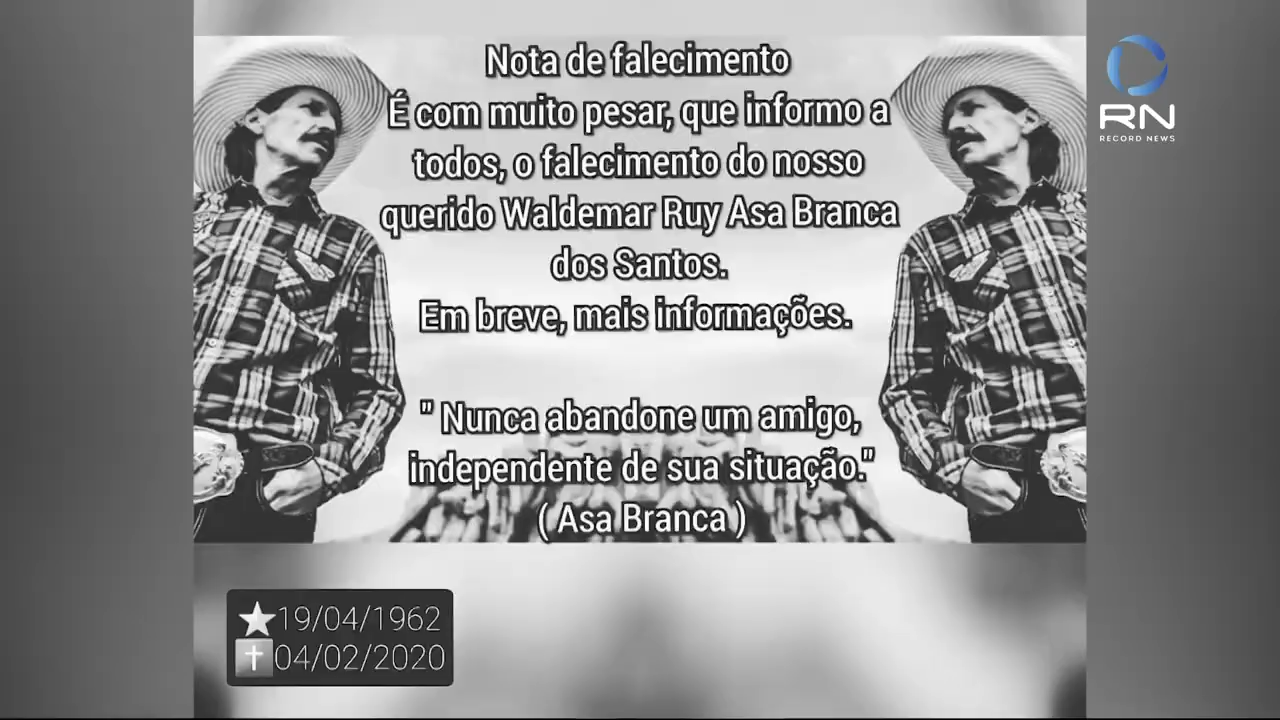 Nota de falecimento
É com muito pesar, que informo a
todos, o falecimento do nosso
querido Waldemar Ruy Asa Branca
dos Santos.
Em breve, mais informações.
" Nunca abandone um amigo,
independente de sua situação."
( Asa Branca )
19/04/1962
04/02/2020
RN
RECORD NEWS